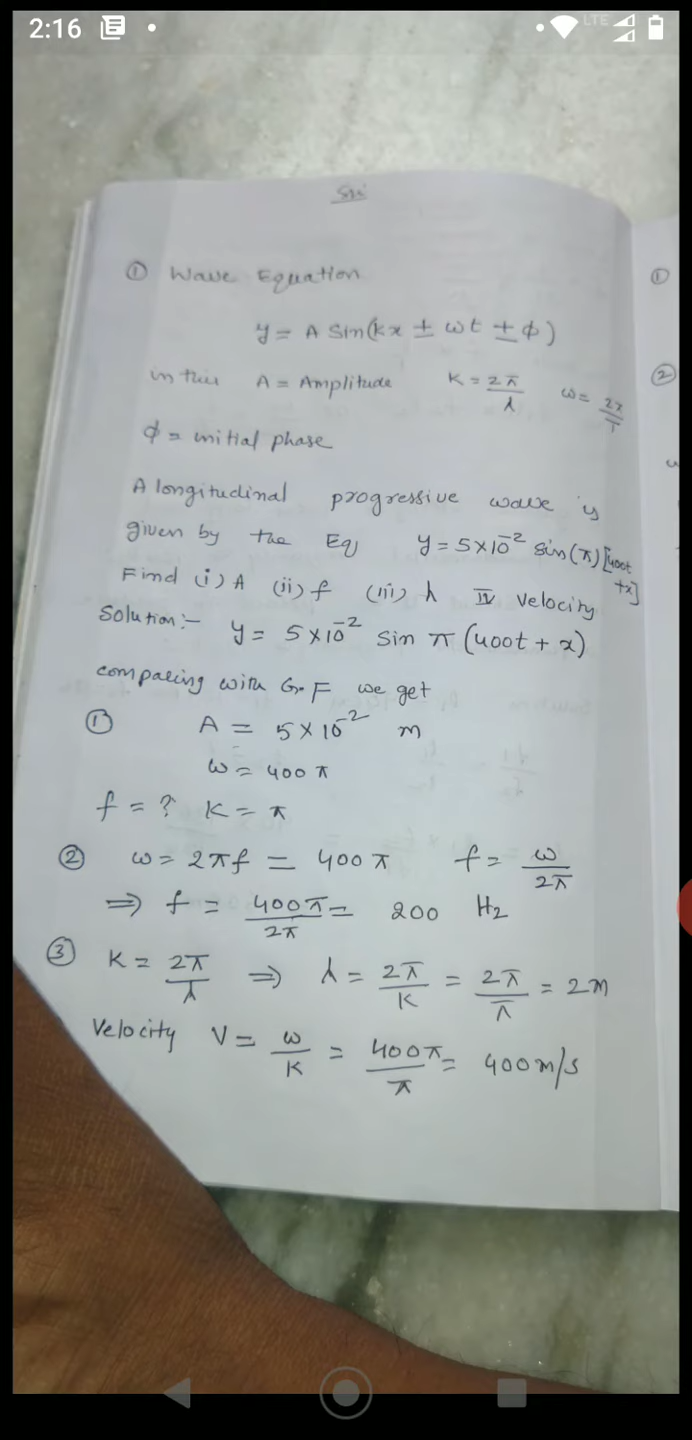 2:16
LTE
Sri
① Wave Equation
y = A Sin(kx ± ωt ± φ)
in this A = Amplitude K = 2π/λ ω = 2π/T
φ = initial phase
A longitudinal progressive wave is
given by the Eq y = 5×10⁻² sin(π)[400t
+x]
Find (i) A (ii) f (iii) λ IV Velocity
Solution:- y = 5×10⁻² Sin π (400t + x)
comparing with G.F we get
① A = 5×10⁻² m
ω = 400π
f = ? K = π
② ω = 2πf = 400π f = ω/2π
⇒ f = 400π/2π = 200 Hz
③ K = 2π/λ ⇒ λ = 2π/K = 2π/π = 2m
Velocity V = ω/K = 400π/π = 400m/s
①
②